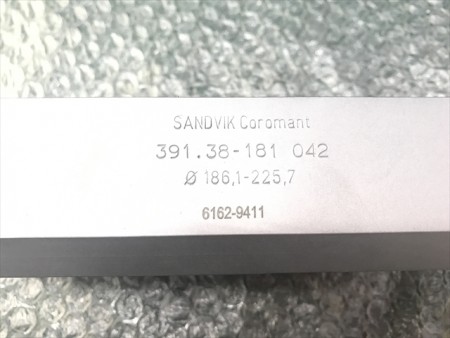 SANDVIK Coromant
391.38-181 042
Ø 186,1-225,7
6162-9411